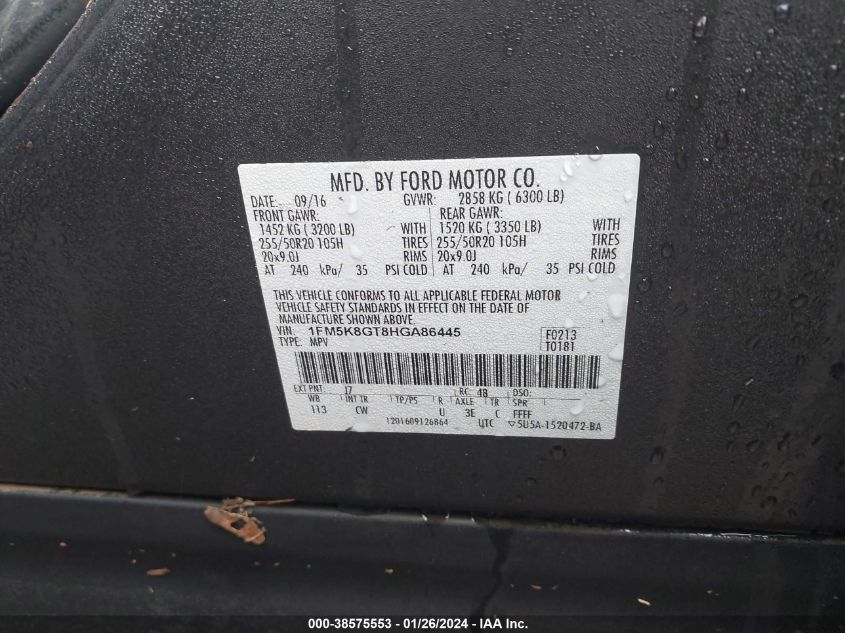 MFD. BY FORD MOTOR CO.
DATE: 09/16 GVWR: 2858 KG ( 6300 LB)
FRONT GAWR: REAR GAWR:
1452 KG ( 3200 LB) WITH 1520 KG ( 3350 LB) WITH
255/50R20 105H TIRES 255/50R20 105H TIRES
20x9.0J RIMS 20x9.0J RIMS
AT 240 kPa/ 35 PSI COLD AT 240 kPa/ 35 PSI COLD
THIS VEHICLE CONFORMS TO ALL APPLICABLE FEDERAL MOTOR
VEHICLE SAFETY STANDARDS IN EFFECT ON THE DATE OF
MANUFACTURE SHOWN ABOVE.
VIN: 1FM5K8GT8HGA86445 F0213
TYPE: MPV T0181
EXT PNT: J7 RC: 48 DSO:
WB INT TR TP/PS R AXLE TR SPR
113 CW U 3E C FFFF
1201609126864 UTC ▽5U5A-1520472-BA
000-38575553 - 01/26/2024 - IAA Inc.